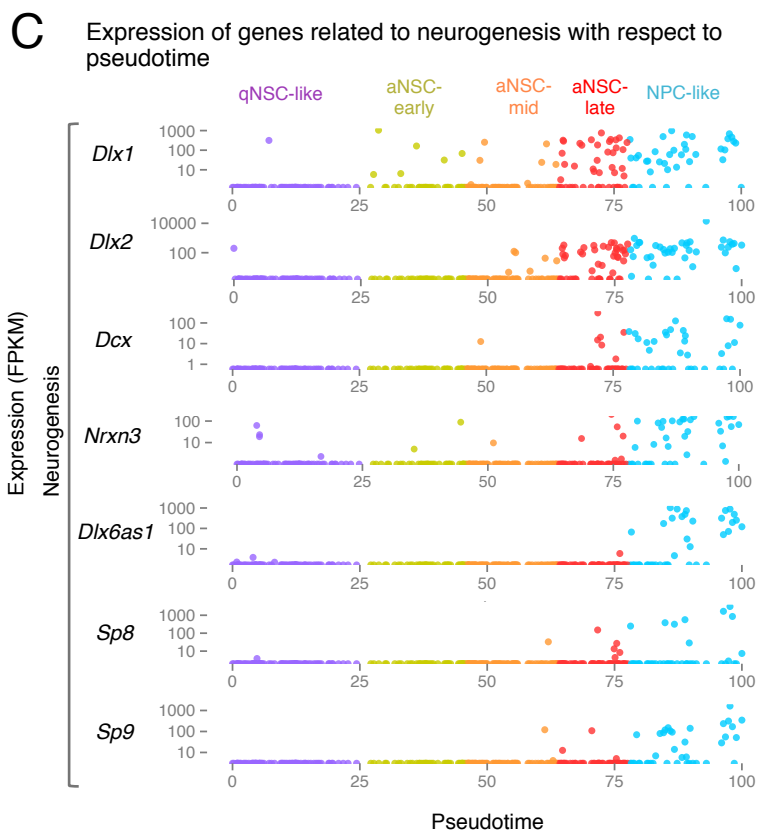 C
Expression of genes related to neurogenesis with respect to
pseudotime
qNSC-like
aNSC-
early
aNSC-
mid
aNSC-
late
NPC-like
Expression (FPKM)
Neurogenesis
Dlx1
1000
100
10
0 25 50 75 100
Dlx2
10000
100
0 25 50 75 100
Dcx
100
10
1
0 25 50 75 100
Nrxn3
100
10
0 25 50 75 100
Dlx6as1
1000
100
10
0 25 50 75 100
Sp8
1000
100
10
0 25 50 75 100
Sp9
1000
100
10
0 25 50 75 100
Pseudotime